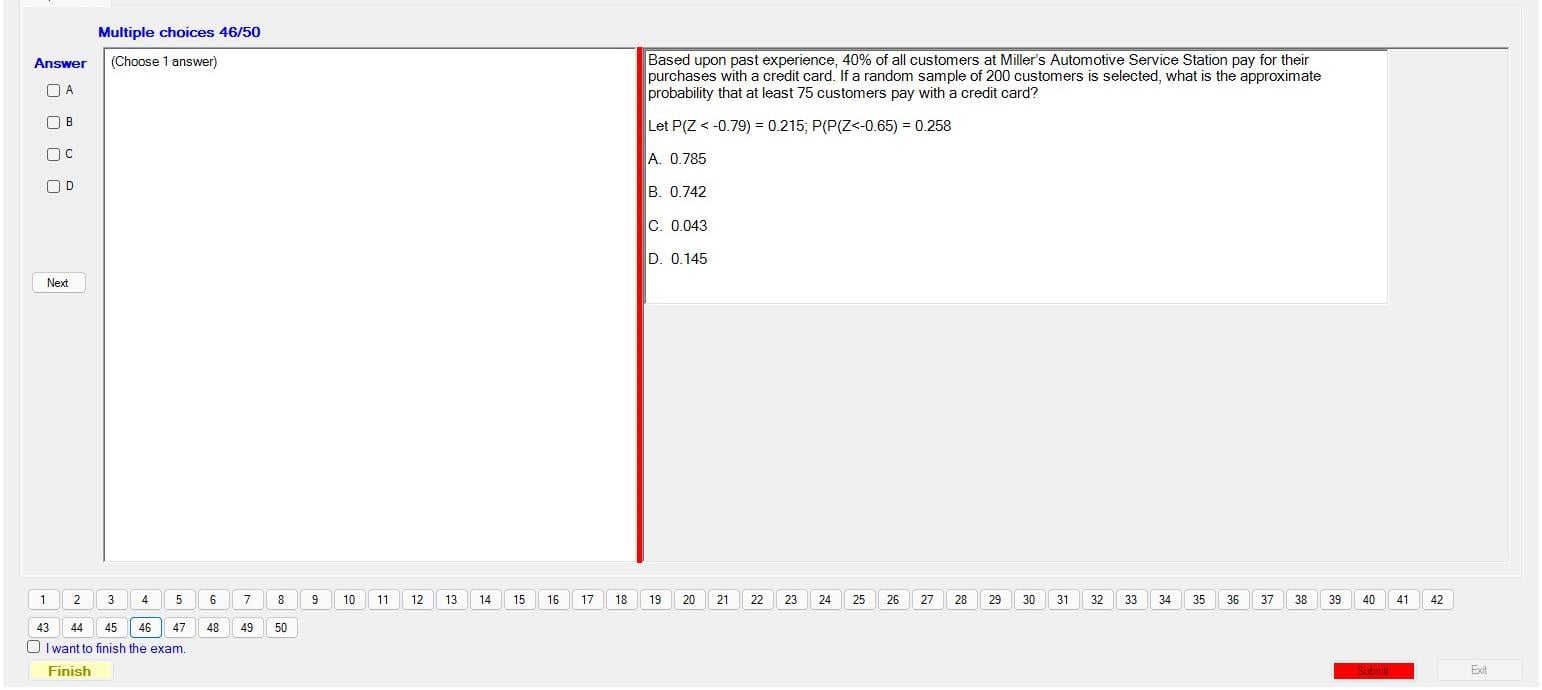 Multiple choices 46/50
Answer
(Choose 1 answer)
A
B
C
D
Next
Based upon past experience, 40% of all customers at Miller's Automotive Service Station pay for their
purchases with a credit card. If a random sample of 200 customers is selected, what is the approximate
probability that at least 75 customers pay with a credit card?
Let P(Z < -0.79) = 0.215; P(P(Z<-0.65) = 0.258
A. 0.785
B. 0.742
C. 0.043
D. 0.145
1 2 3 4 5 6 7 8 9 10 11 12 13 14 15 16 17 18 19 20 21 22 23 24 25 26 27 28 29 30 31 32 33 34 35 36 37 38 39 40 41 42
43 44 45 46 47 48 49 50
I want to finish the exam.
Finish
Submit
Exit